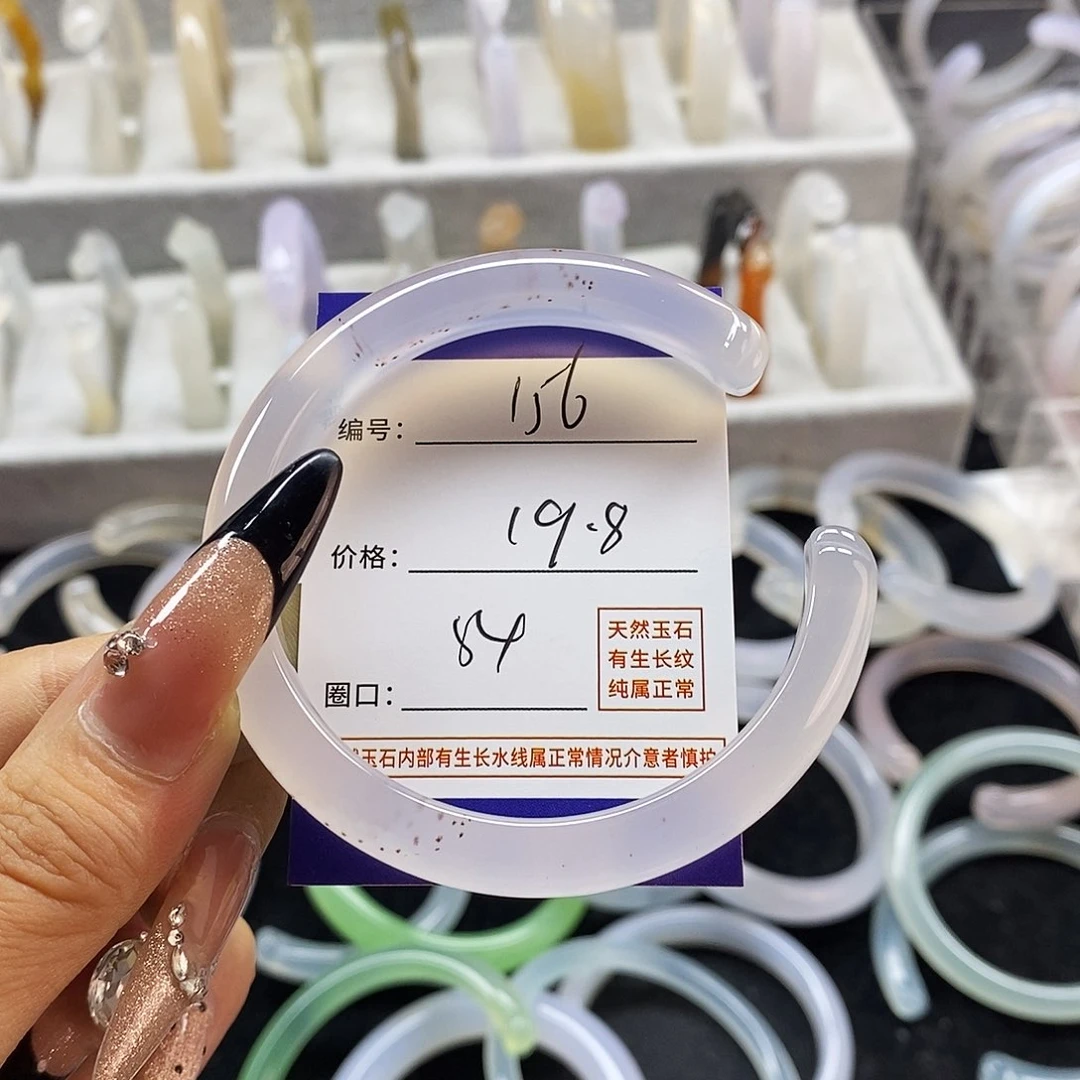 编号: 156
价格: 19.8
圈口: 84
天然玉石
有生长纹
纯属正常
玉石内部有生长水线属正常情况介意者慎拍